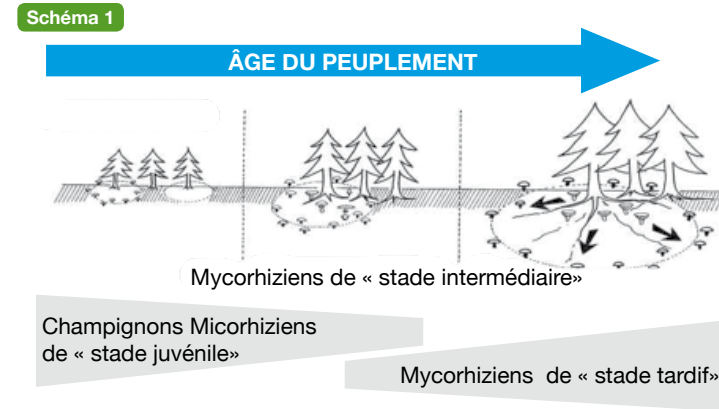 Schéma 1
ÂGE DU PEUPLEMENT
Mycorhiziens de « stade intermédiaire»
Champignons Micorhiziens
de « stade juvénile»
Mycorhiziens de « stade tardif»